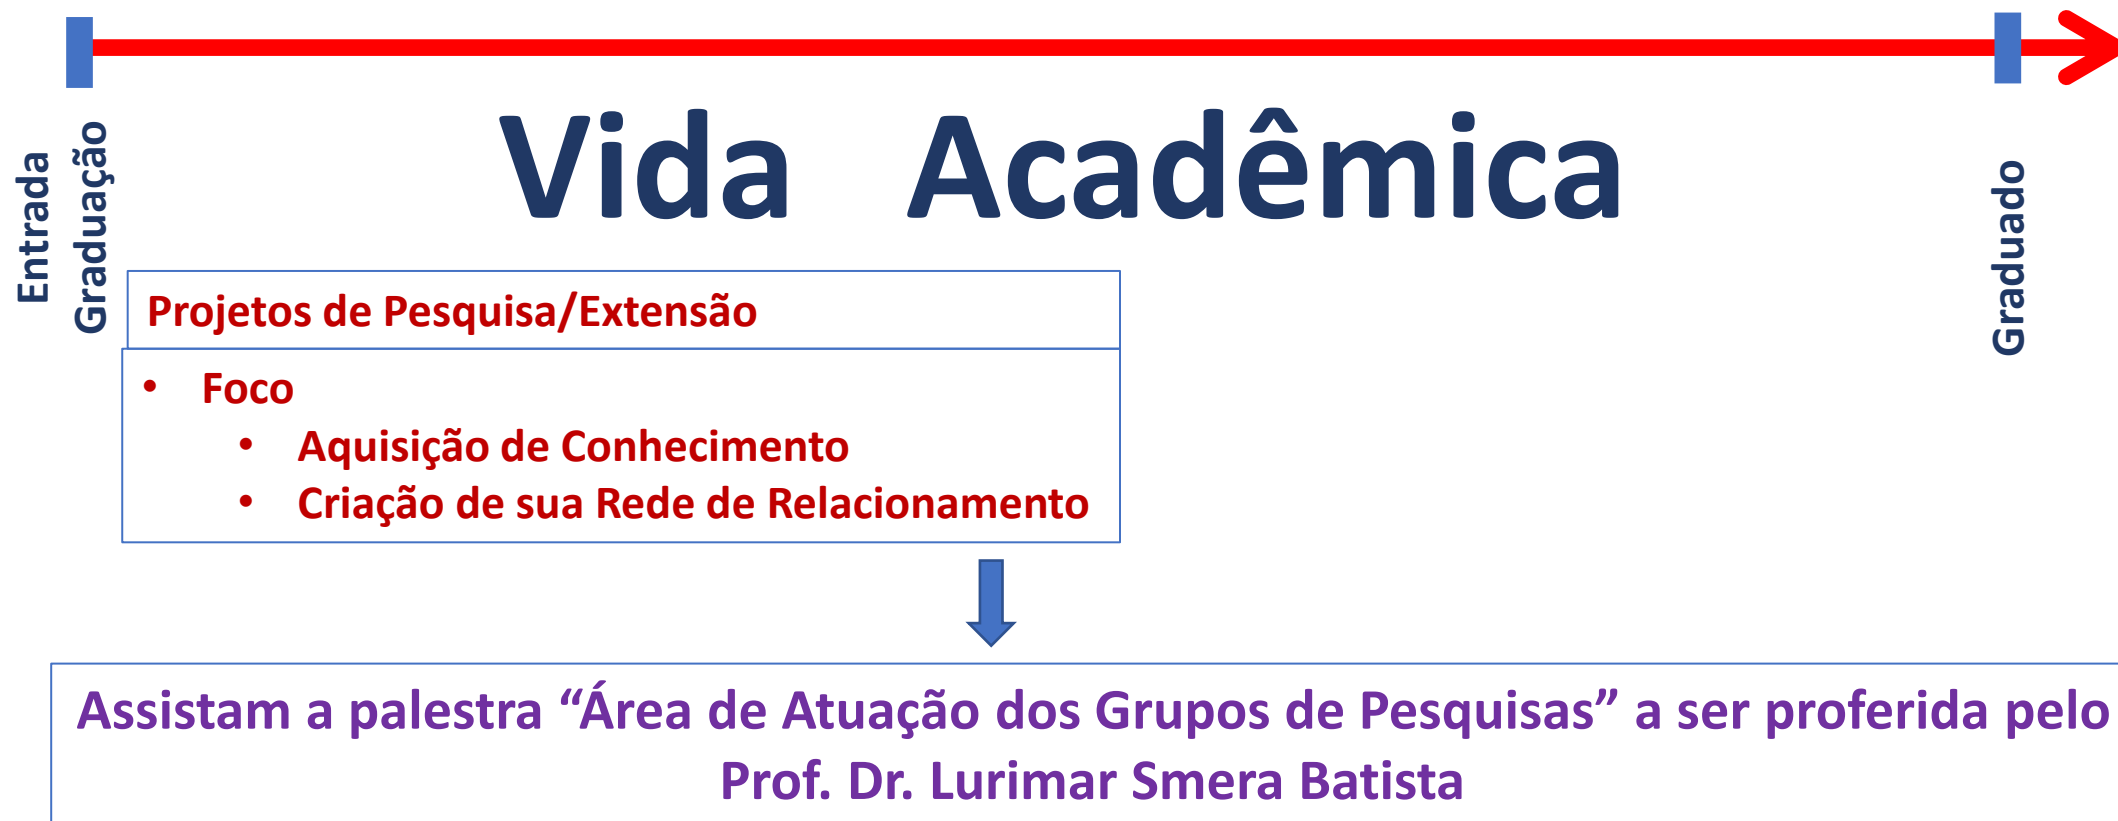 Entrada
Graduação
Vida Acadêmica
Graduado
Projetos de Pesquisa/Extensão
• Foco
• Aquisição de Conhecimento
• Criação de sua Rede de Relacionamento
Assistam a palestra “Área de Atuação dos Grupos de Pesquisas” a ser proferida pelo
Prof. Dr. Lurimar Smera Batista